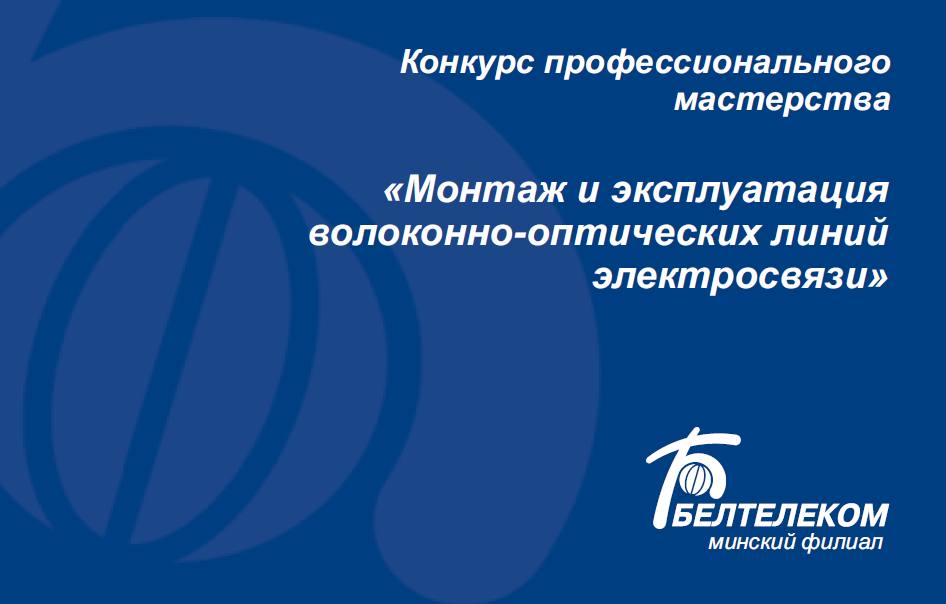 Конкурс профессионального
мастерства
«Монтаж и эксплуатация
волоконно-оптических линий
электросвязи»
БЕЛТЕЛЕКОМ
минский филиал